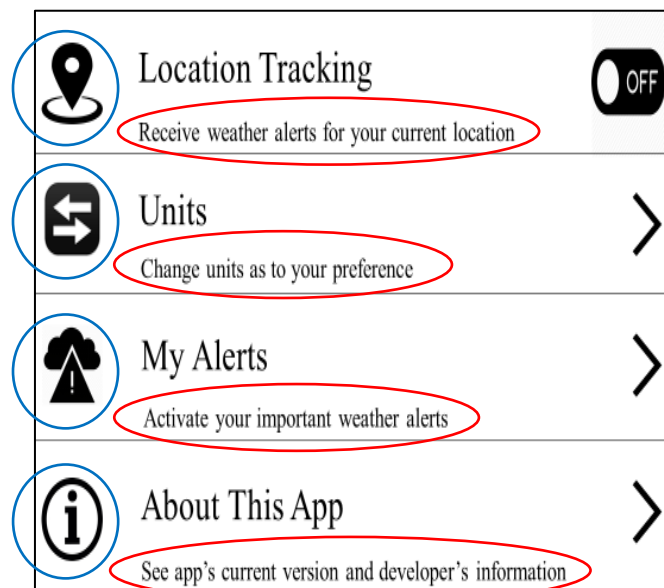 Location Tracking
OFF
Receive weather alerts for your current location
Units
Change units as to your preference
My Alerts
Activate your important weather alerts
About This App
See app's current version and developer's information